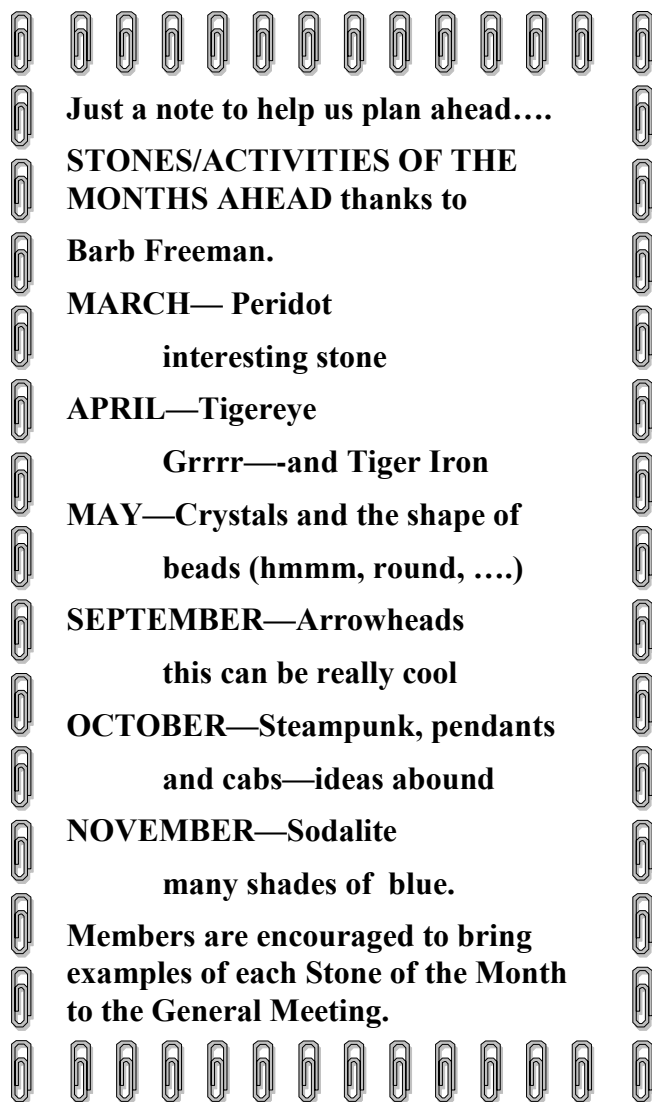 Just a note to help us plan ahead….
STONES/ACTIVITIES OF THE
MONTHS AHEAD thanks to
Barb Freeman.
MARCH— Peridot
interesting stone
APRIL—Tigereye
Grrrr—-and Tiger Iron
MAY—Crystals and the shape of
beads (hmmm, round, ….)
SEPTEMBER—Arrowheads
this can be really cool
OCTOBER—Steampunk, pendants
and cabs—ideas abound
NOVEMBER—Sodalite
many shades of  blue.
Members are encouraged to bring
examples of each Stone of the Month
to the General Meeting.